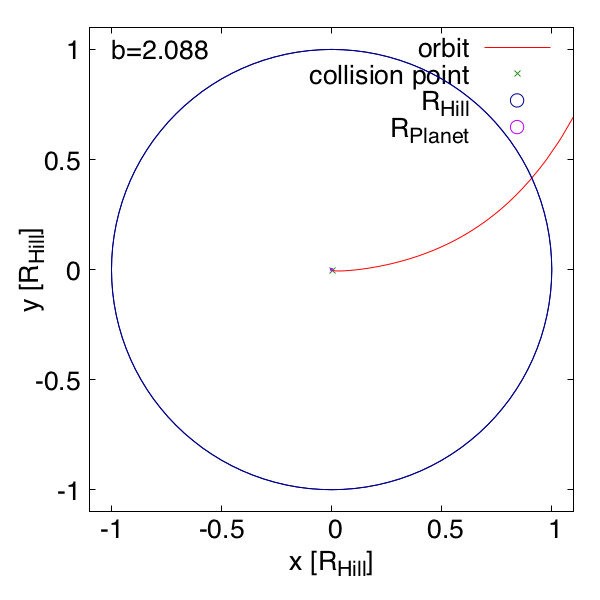 b=2.088
orbit
collision point
R_Hill
R_Planet
1
0.5
0
-0.5
-1
y [R_Hill]
-1
-0.5
0
0.5
1
x [R_Hill]